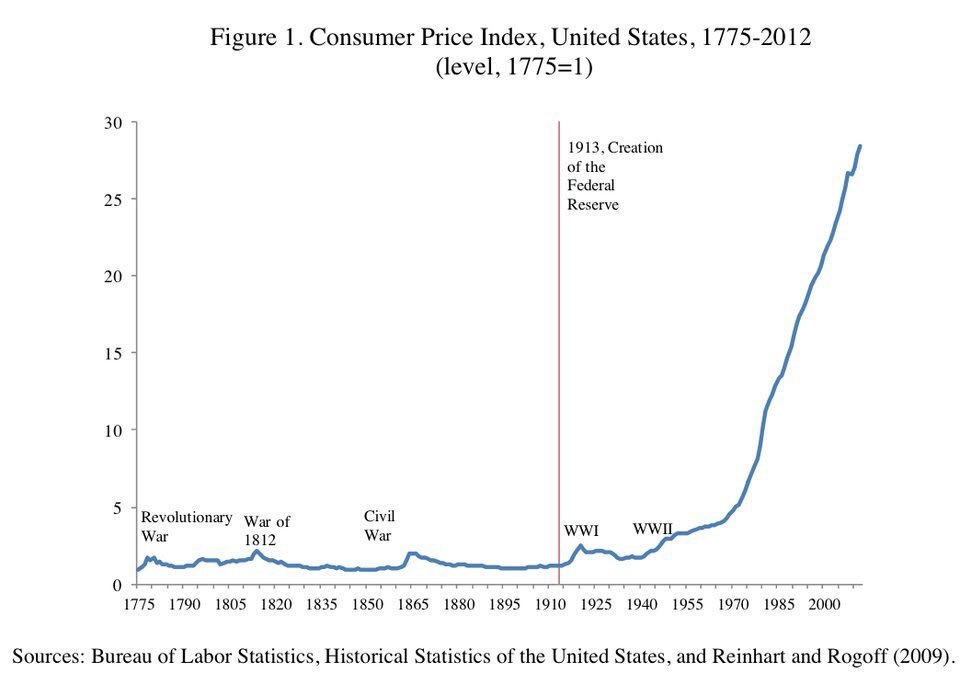 Figure 1. Consumer Price Index, United States, 1775-2012
(level, 1775=1)
30
25
20
15
10
5
0
1913, Creation
of the
Federal
Reserve
Revolutionary
War
War of
1812
Civil
War
WWI
WWII
1775 1790 1805 1820 1835 1850 1865 1880 1895 1910 1925 1940 1955 1970 1985 2000
Sources: Bureau of Labor Statistics, Historical Statistics of the United States, and Reinhart and Rogoff (2009).